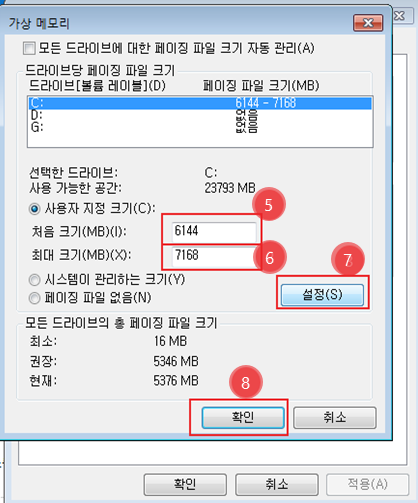 가상 메모리
모든 드라이브에 대한 페이징 파일 크기 자동 관리(A)
드라이브당 페이징 파일 크기
드라이브[볼륨 레이블](D) 페이징 파일 크기(MB)
C: 6144 - 7168
D: 없음
G: 없음
선택한 드라이브: C:
사용 가능한 공간: 23793 MB
5
사용자 지정 크기(C):
처음 크기(MB)(I): 6144
최대 크기(MB)(X): 7168
6
7
시스템이 관리하는 크기(Y)
페이징 파일 없음(N)
설정(S)
모든 드라이브의 총 페이징 파일 크기
최소: 16 MB
권장: 5346 MB
현재: 5376 MB
8
확인 취소
확인 취소 적용(A)